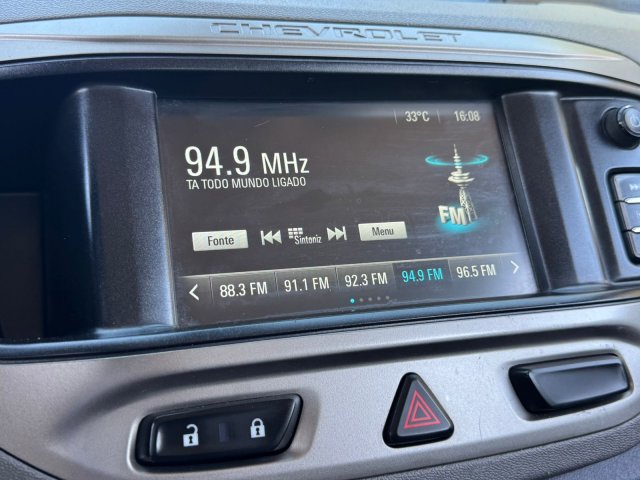 CHEVROLET
33°C 16:08
94.9 MHz
TA TODO MUNDO LIGADO
FM
Fonte Sintoniz Menu
88.3 FM 91.1 FM 92.3 FM 94.9 FM 96.5 FM